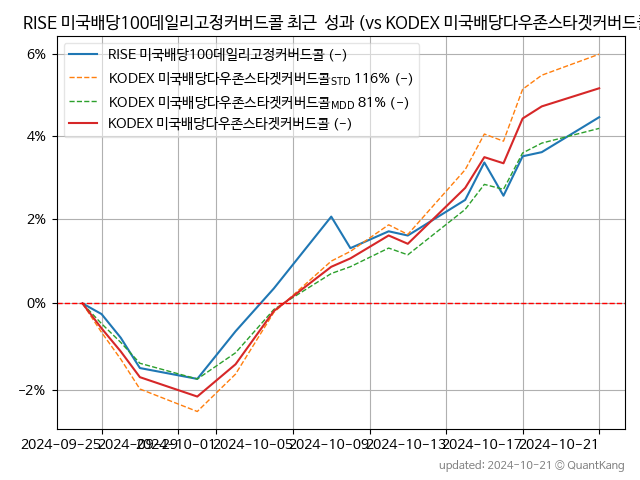 RISE 미국배당100데일리고정커버드콜 최근 성과 (vs KODEX 미국배당다우존스타겟커버드콜
6%
4%
2%
0%
−2%
RISE 미국배당100데일리고정커버드콜 (−)
KODEX 미국배당다우존스타겟커버드콜STD 116% (−)
KODEX 미국배당다우존스타겟커버드콜MDD 81% (−)
KODEX 미국배당다우존스타겟커버드콜 (−)
2024−09−25 2024−09−29 2024−10−01 2024−10−05 2024−10−09 2024−10−13 2024−10−17 2024−10−21
updated: 2024−10−21 © QuantKang